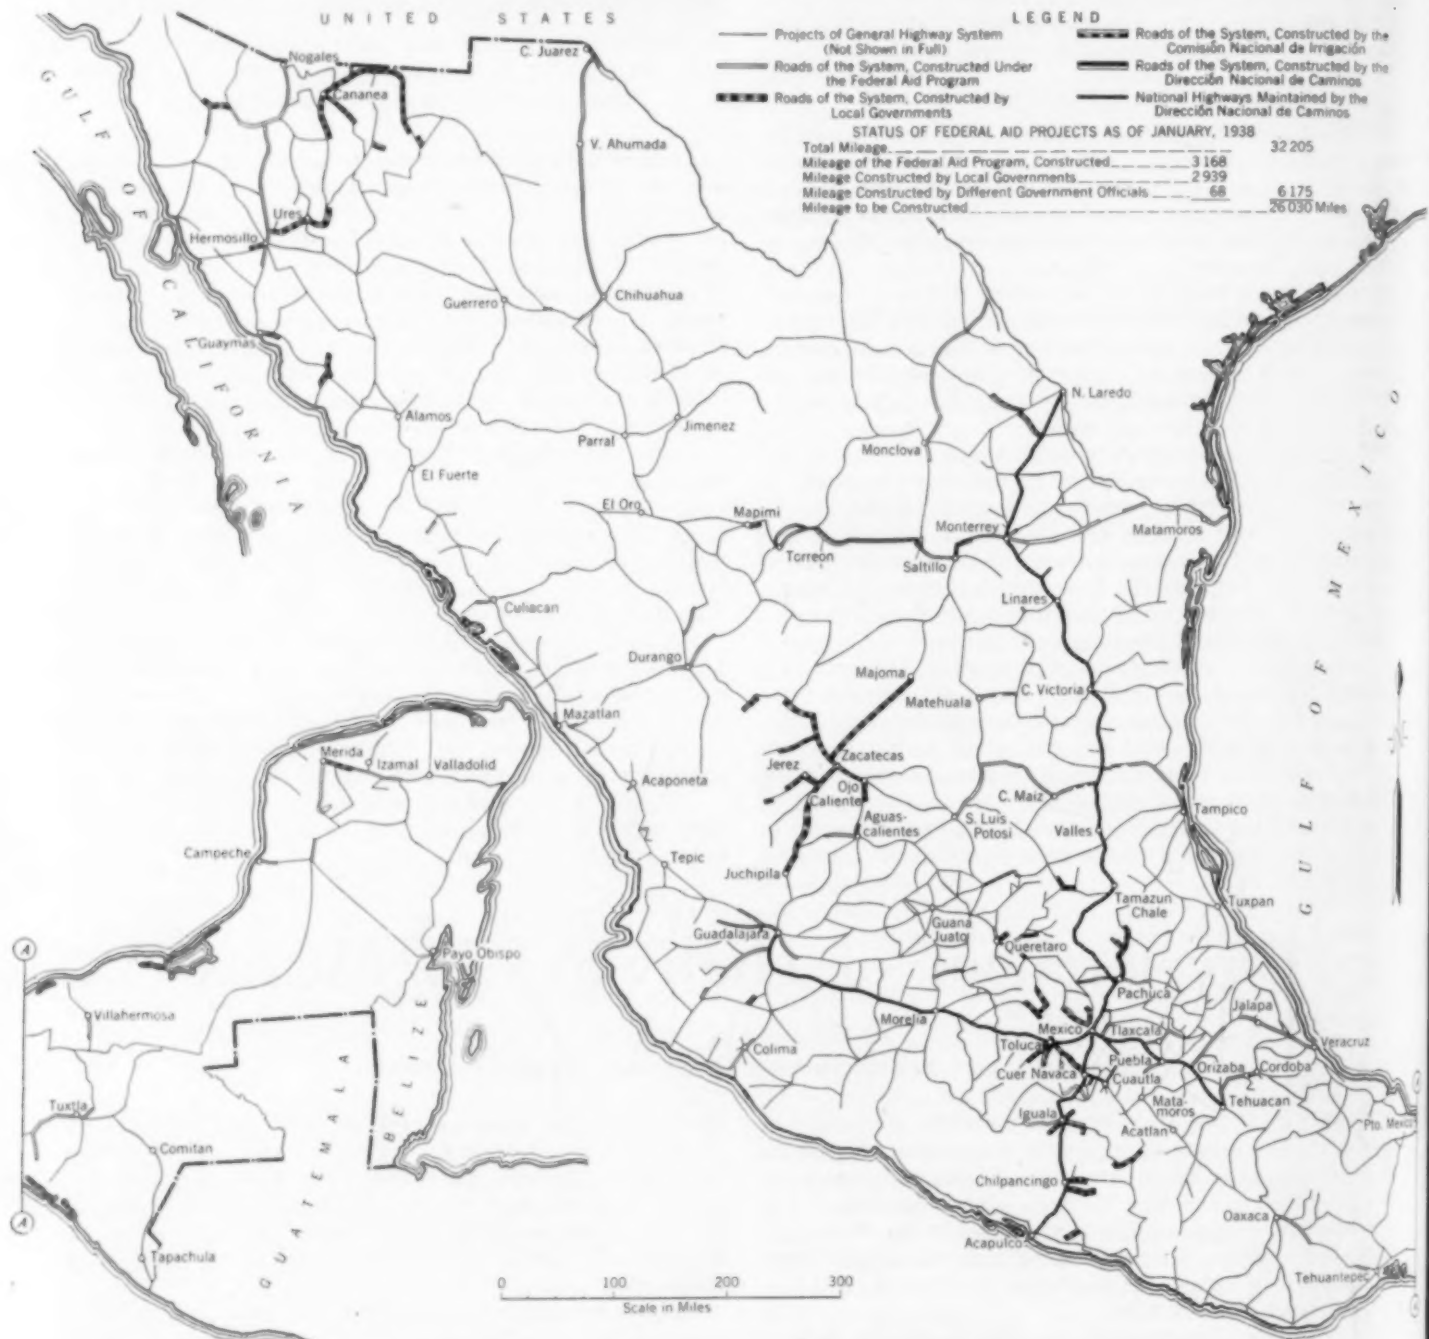 UNITED STATES
LEGEND
Projects of General Highway System
(Not Shown in Full)
Roads of the System, Constructed Under
the Federal Aid Program
Roads of the System, Constructed by
Local Governments
Roads of the System, Constructed by the
Comisión Nacional de Irrigación
Roads of the System, Constructed by the
Dirección Nacional de Caminos
National Highways Maintained by the
Dirección Nacional de Caminos
STATUS OF FEDERAL AID PROJECTS AS OF JANUARY, 1938
Total Mileage 32 205
Mileage of the Federal Aid Program, Constructed 3 168
Mileage Constructed by Local Governments 2 939
Mileage Constructed by Different Government Officials 68 6 175
Mileage to be Constructed 26 030 Miles
Nogales
C. Juarez
Cananea
V. Ahumada
GULF OF CALIFORNIA
Ures
Hermosillo
Guerrero
Chihuahua
Guaymas
N. Laredo
Alamos
Parral
Jimenez
Monclova
El Fuerte
El Oro
Mapimi
Torreon
Saltillo
Monterrey
Matamoros
GULF OF MEXICO
Culiacan
Linares
Durango
Majoma
Matehuala
C. Victoria
Mazatlan
Merida
Izamal
Valladolid
Acaponeta
Jerez
Zacatecas
Ojo
Caliente
C. Maiz
Tampico
Aguas-
calientes
S. Luis
Potosi
Valles
Campeche
Tepic
Juchipila
Tamazun
Chale
Tuxpan
Guadalajara
Guana
Juato
Queretaro
Payo Obispo
Pachuca
Jalapa
Villahermosa
Morelia
Mexico
Tlaxcala
Toluca
Veracruz
Colima
Puebla
Orizaba
Cordoba
Cuer Navaca
Cuautla
BELIZE
GUATEMALA
Tuxtla
Mata-
moros
Tehuacan
Iguala
Acatlan
Pto. Mexico
Comitan
Chilpancingo
Oaxaca
Acapulco
Tapachula
Tehuantepec
A
A
0 100 200 300
Scale in Miles